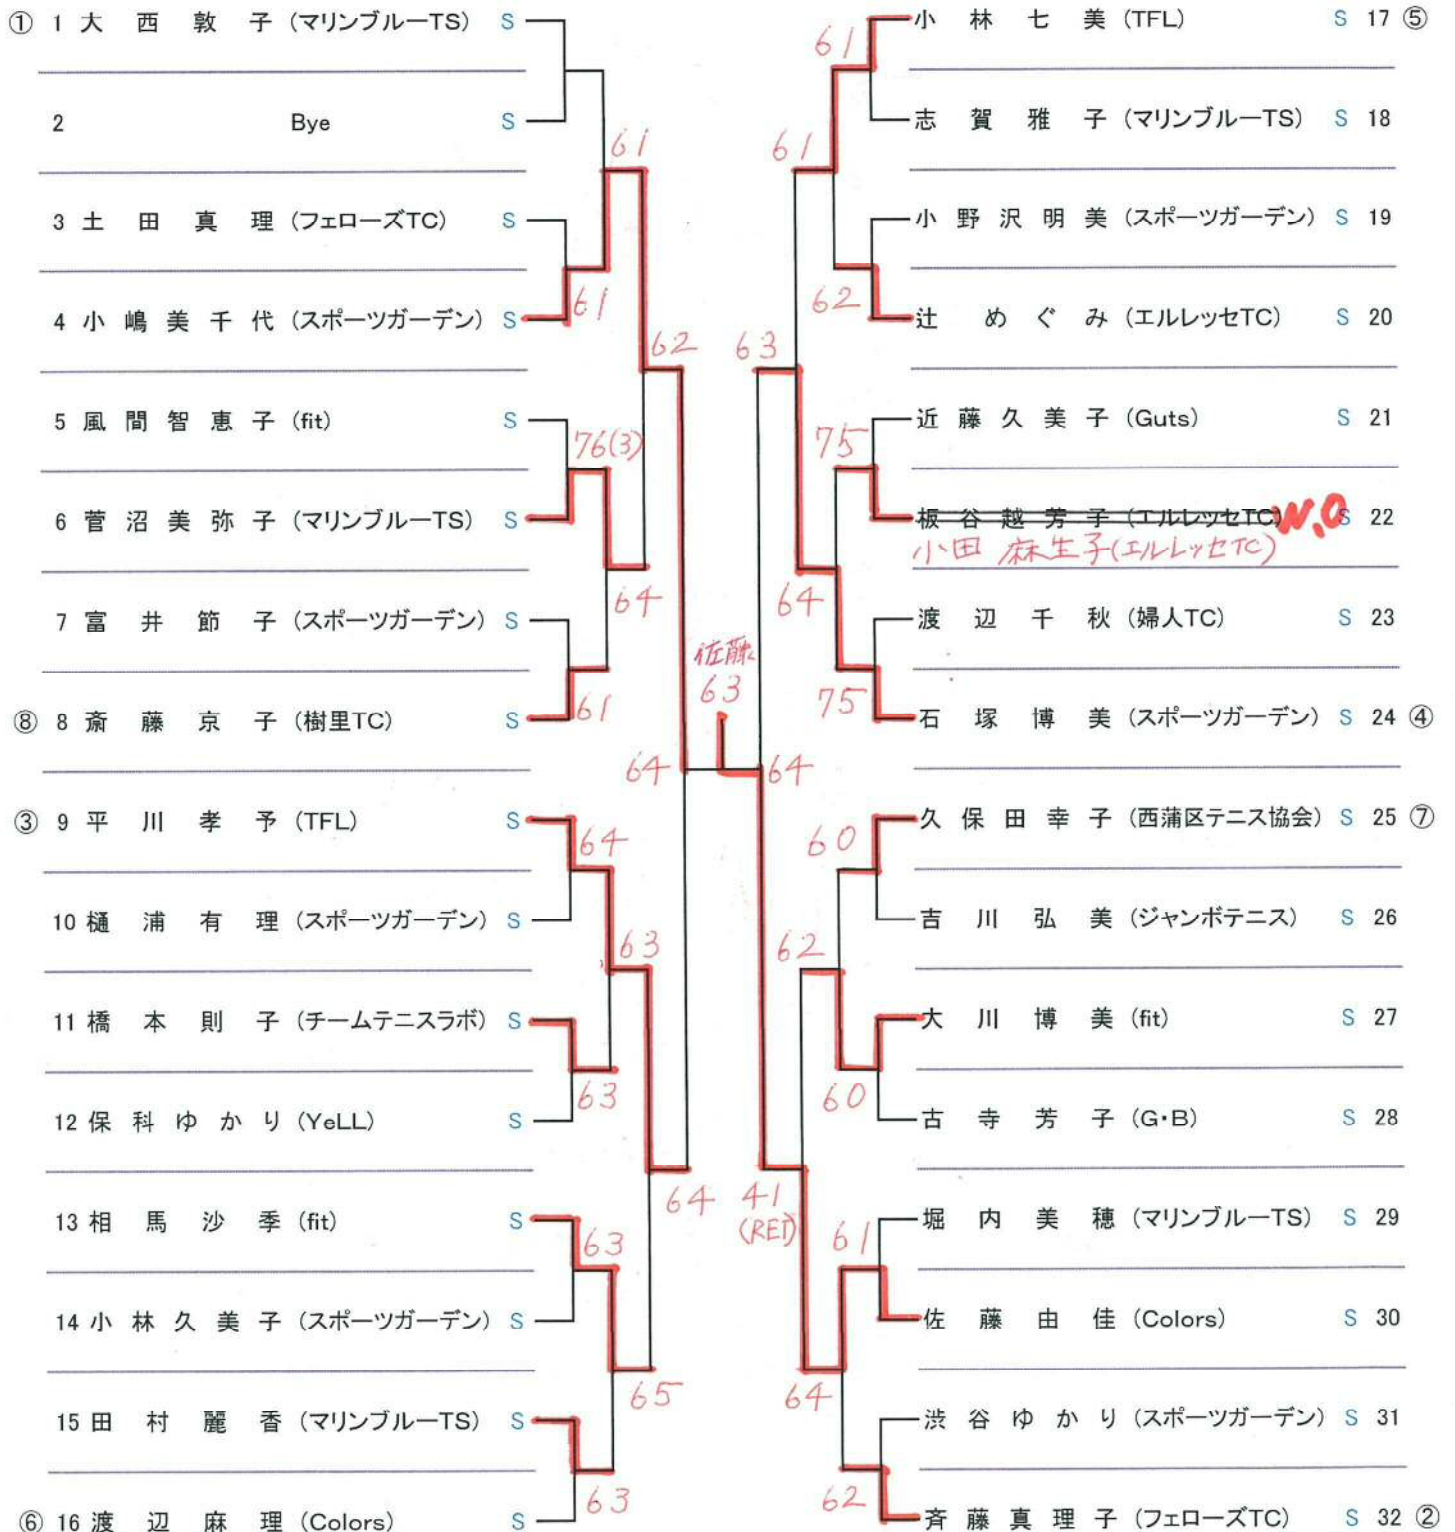 ① 1 大西敦子 (マリンブルーTS) S
2 Bye S
3 土田真理 (フェローズTC) S
4 小嶋美千代 (スポーツガーデン) S
5 風間智恵子 (fit) S
6 菅沼美弥子 (マリンブルーTS) S
7 富井節子 (スポーツガーデン) S
⑧ 8 斎藤京子 (樹里TC) S
③ 9 平川孝予 (TFL) S
10 樋浦有理 (スポーツガーデン) S
11 橋本則子 (チームテニスラボ) S
12 保科ゆかり (YeLL) S
13 相馬沙季 (fit) S
14 小林久美子 (スポーツガーデン) S
15 田村麗香 (マリンブルーTS) S
⑥ 16 渡辺麻理 (Colors) S
61
61
76(3)
61
64
63
63
63
61
64
63
65
62
64
64
佐藤
63
64
63
41
(RET)
61
64
62
64
61
62
75
75
60
60
61
62
小林七美 (TFL) S 17 ⑤
志賀雅子 (マリンブルーTS) S 18
小野沢明美 (スポーツガーデン) S 19
辻めぐみ (エルレッセTC) S 20
近藤久美子 (Guts) S 21
板谷越芳子 (エルレッセTC) W.O S 22
小田麻生子(エルレッセTC)
渡辺千秋 (婦人TC) S 23
石塚博美 (スポーツガーデン) S 24 ④
久保田幸子 (西蒲区テニス協会) S 25 ⑦
吉川弘美 (ジャンボテニス) S 26
大川博美 (fit) S 27
古寺芳子 (G・B) S 28
堀内美穂 (マリンブルーTS) S 29
佐藤由佳 (Colors) S 30
渋谷ゆかり (スポーツガーデン) S 31
斉藤真理子 (フェローズTC) S 32 ②